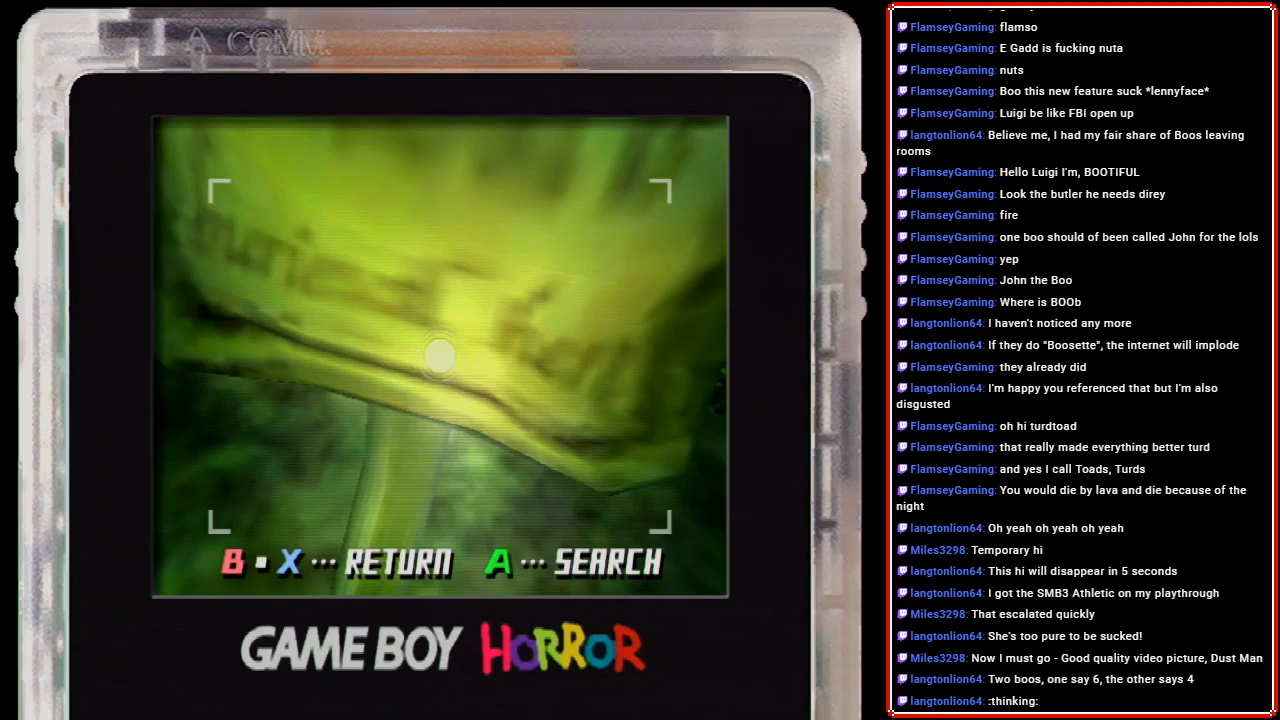 A COMM.
B · X ··· RETURN A ··· SEARCH
GAME BOY HORROR
FlamseyGaming: flamso
FlamseyGaming: E Gadd is fucking nuta
FlamseyGaming: nuts
FlamseyGaming: Boo this new feature suck *lennyface*
FlamseyGaming: Luigi be like FBI open up
langtonlion64: Believe me, I had my fair share of Boos leaving
rooms
FlamseyGaming: Hello Luigi I'm, BOOTIFUL
FlamseyGaming: Look the butler he needs direy
FlamseyGaming: fire
FlamseyGaming: one boo should of been called John for the lols
FlamseyGaming: yep
FlamseyGaming: John the Boo
FlamseyGaming: Where is BOOb
langtonlion64: I haven't noticed any more
langtonlion64: If they do "Boosette", the internet will implode
FlamseyGaming: they already did
langtonlion64: I'm happy you referenced that but I'm also
disgusted
FlamseyGaming: oh hi turdtoad
FlamseyGaming: that really made everything better turd
FlamseyGaming: and yes I call Toads, Turds
FlamseyGaming: You would die by lava and die because of the
night
langtonlion64: Oh yeah oh yeah oh yeah
Miles3298: Temporary hi
langtonlion64: This hi will disappear in 5 seconds
langtonlion64: I got the SMB3 Athletic on my playthrough
Miles3298: That escalated quickly
langtonlion64: She's too pure to be sucked!
Miles3298: Now I must go - Good quality video picture, Dust Man
langtonlion64: Two boos, one say 6, the other says 4
langtonlion64: :thinking: